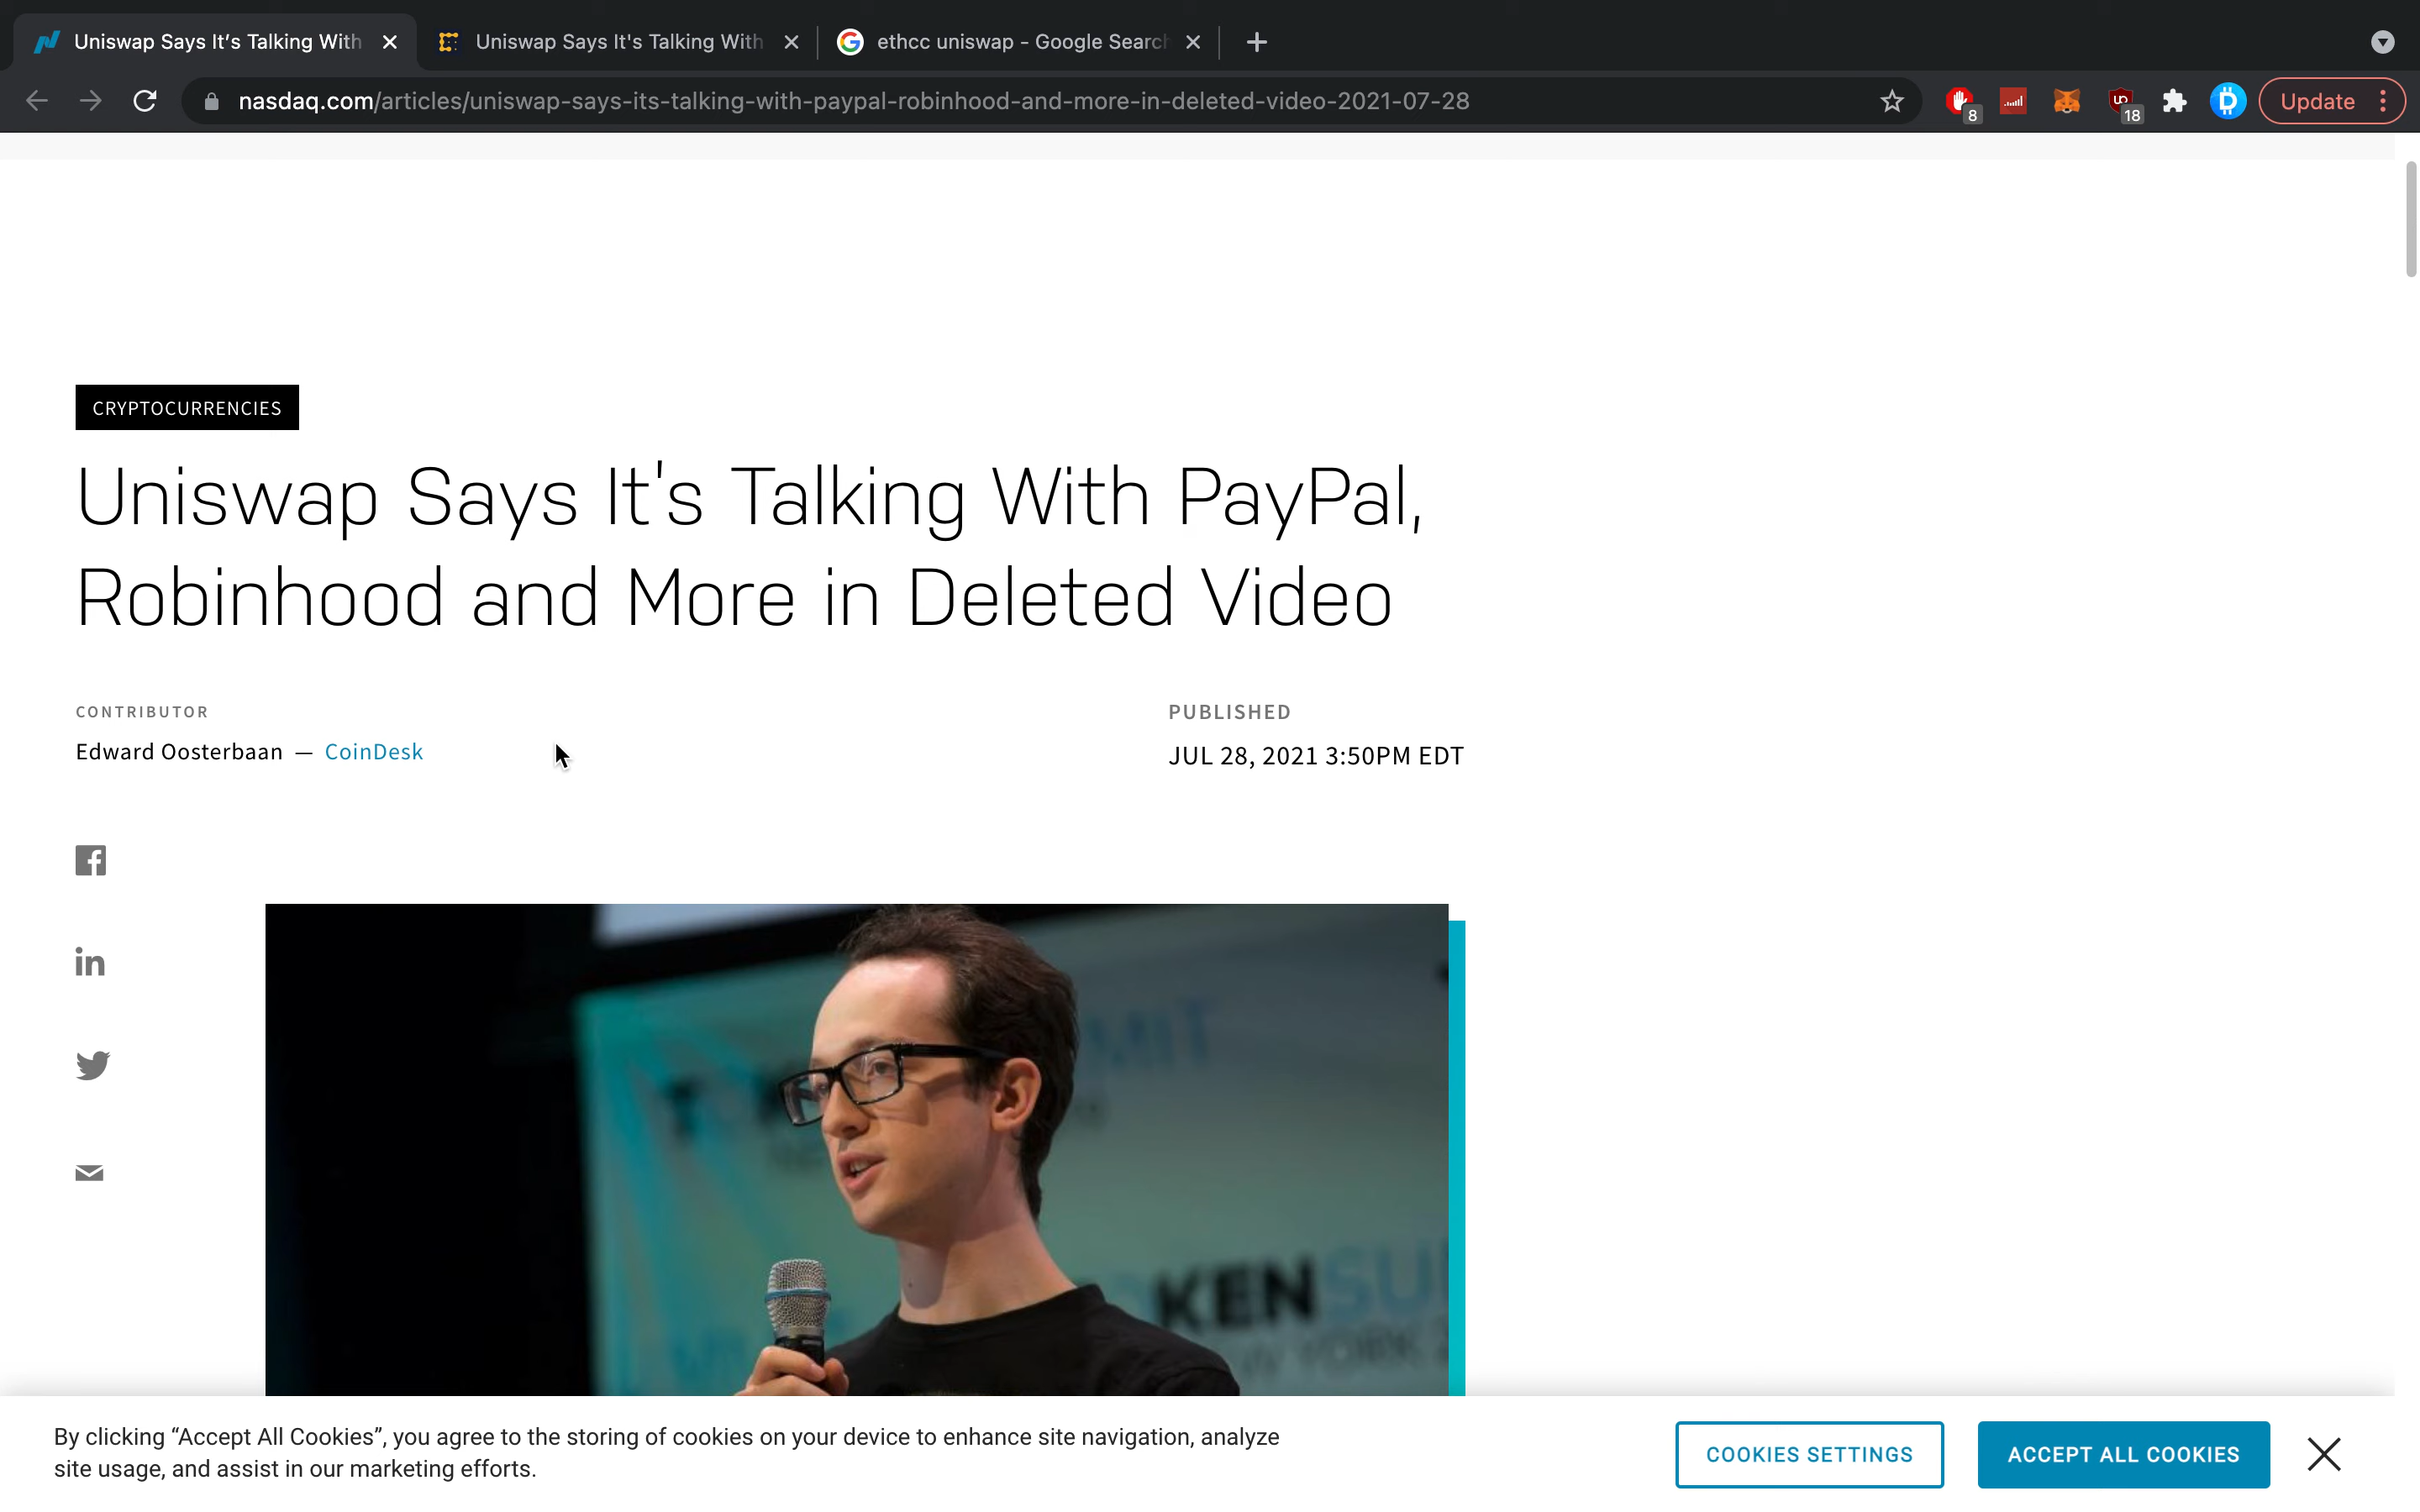 Uniswap Says It's Talking With
Uniswap Says It's Talking With
ethcc uniswap - Google Search
nasdaq.com/articles/uniswap-says-its-talking-with-paypal-robinhood-and-more-in-deleted-video-2021-07-28
8
18
Update
CRYPTOCURRENCIES
Uniswap Says It's Talking With PayPal,
Robinhood and More in Deleted Video
CONTRIBUTOR
Edward Oosterbaan — CoinDesk
PUBLISHED
JUL 28, 2021 3:50PM EDT
KENSU
YORK 2
By clicking “Accept All Cookies”, you agree to the storing of cookies on your device to enhance site navigation, analyze
site usage, and assist in our marketing efforts.
COOKIES SETTINGS
ACCEPT ALL COOKIES